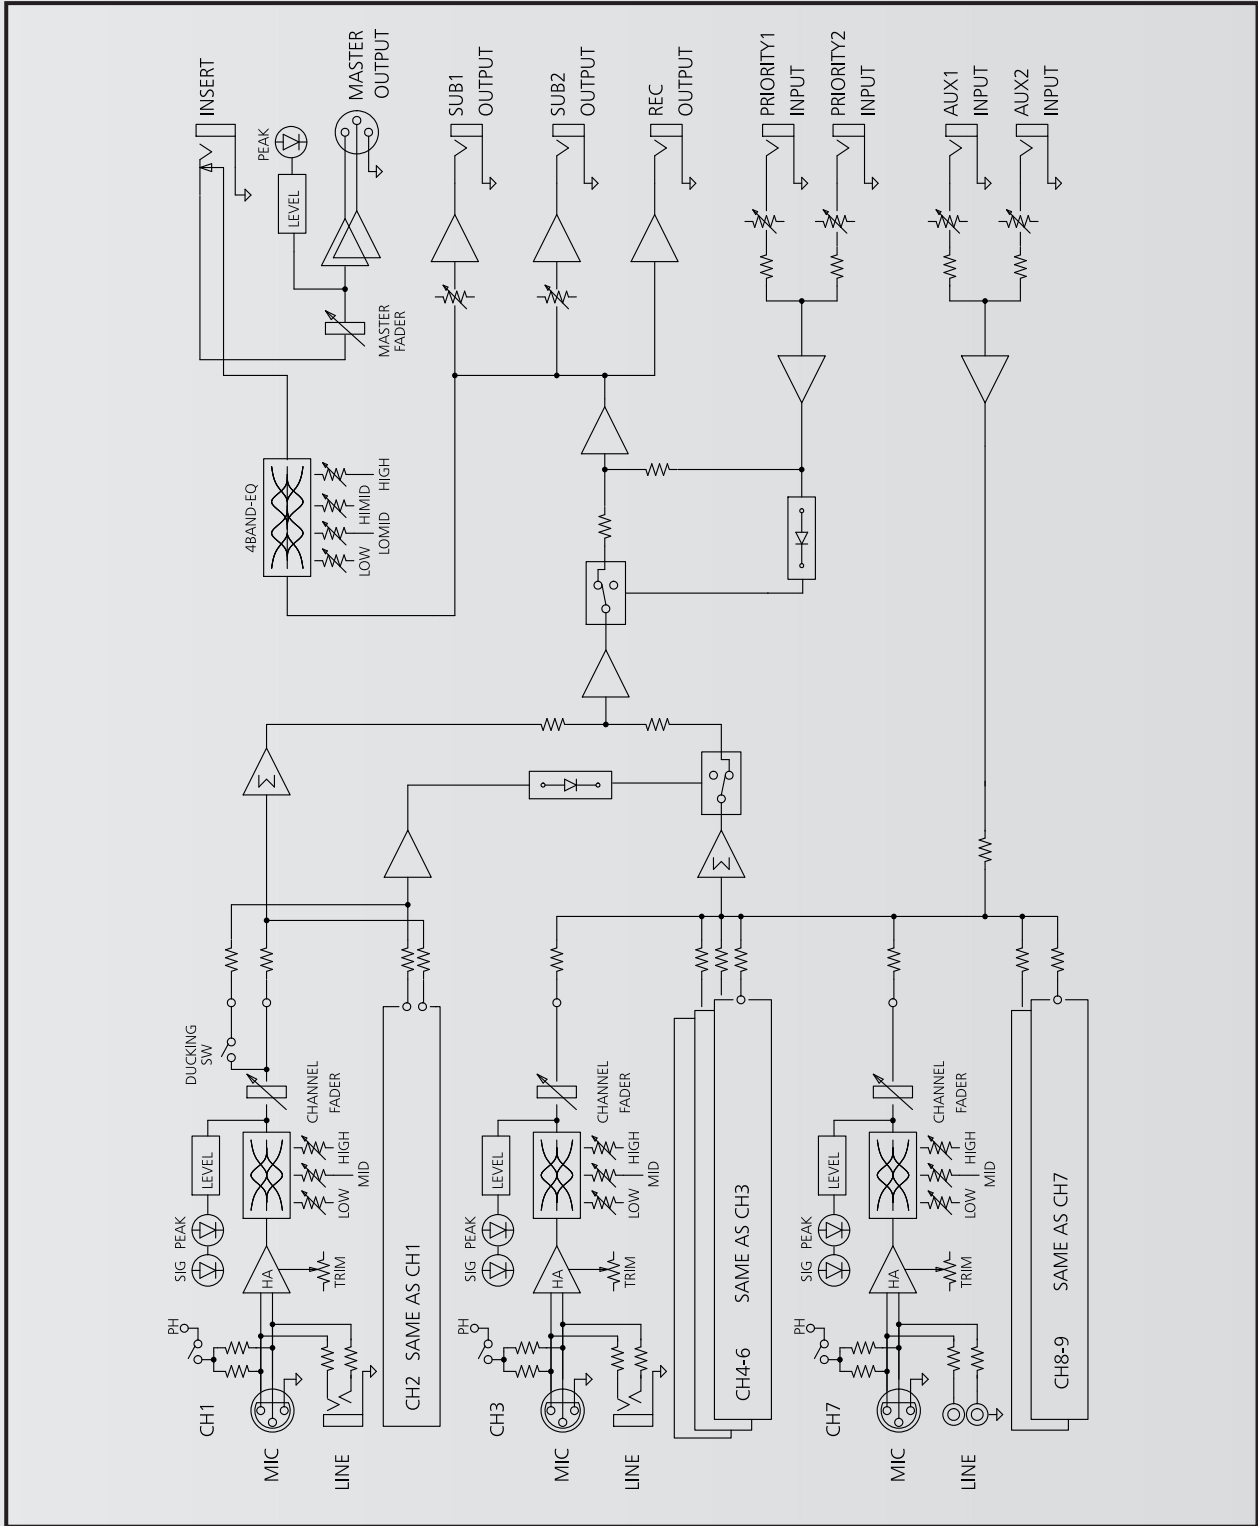 CH1
MIC
LINE
PH
SIG
PEAK
LEVEL
HA
TRIM
LOW
MID
HIGH
CHANNEL
FADER
DUCKING
SW
CH2 SAME AS CH1
Σ
CH3
MIC
LINE
PH
SIG
PEAK
LEVEL
HA
TRIM
LOW
MID
HIGH
CHANNEL
FADER
CH4-6 SAME AS CH3
Σ
CH7
MIC
LINE
PH
SIG
PEAK
LEVEL
HA
TRIM
LOW
MID
HIGH
CHANNEL
FADER
CH8-9 SAME AS CH7
4BAND-EQ
LOW
LOMID
HIMID
HIGH
MASTER
FADER
LEVEL
PEAK
INSERT
MASTER
OUTPUT
SUB1
OUTPUT
SUB2
OUTPUT
REC
OUTPUT
PRIORITY1
INPUT
PRIORITY2
INPUT
AUX1
INPUT
AUX2
INPUT